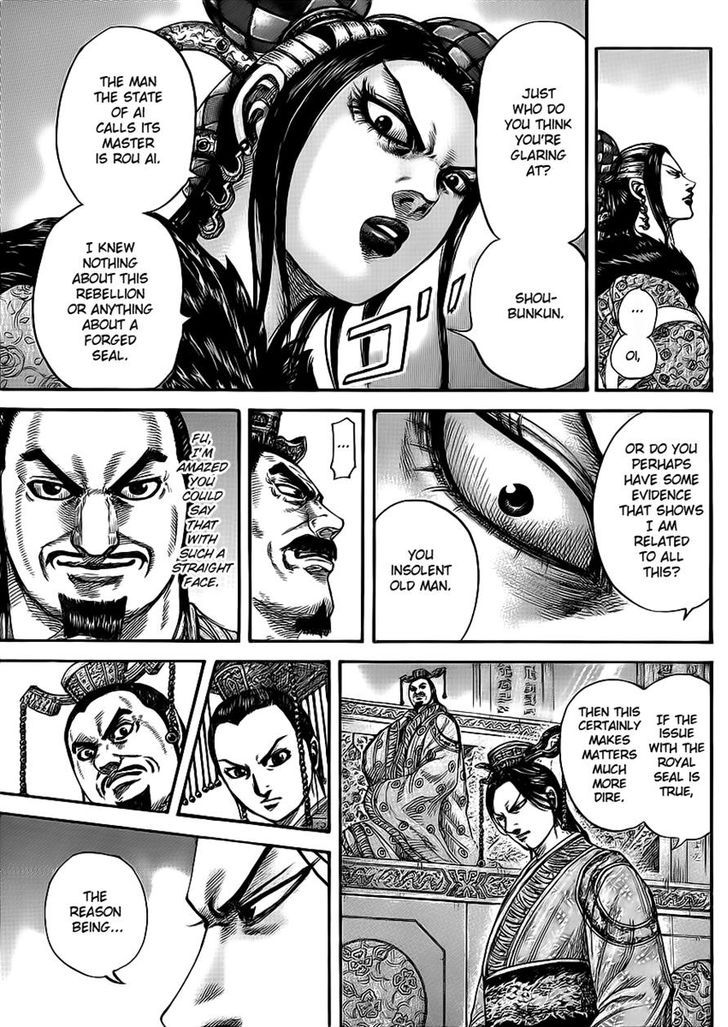 ...
OI,
JUST
WHO DO
YOU THINK
YOU'RE
GLARING
AT?
SHOU-
BUNKUN.
THE MAN
THE STATE
OF AI
CALLS ITS
MASTER
IS ROU AI.
I KNEW
NOTHING
ABOUT THIS
REBELLION
OR ANYTHING
ABOUT A
FORGED
SEAL.
ゴ
OR DO YOU
PERHAPS
HAVE SOME
EVIDENCE
THAT SHOWS
I AM
RELATED TO
ALL
THIS?
YOU
INSOLENT
OLD MAN.
...
FU,
I'M
AMAZED
YOU
COULD
SAY
THAT
WITH
SUCH A
STRAIGHT
FACE.
IF THE
ISSUE
WITH THE
ROYAL
SEAL IS
TRUE,
THEN THIS
CERTAINLY
MAKES
MATTERS
MUCH
MORE
DIRE.
THE
REASON
BEING...